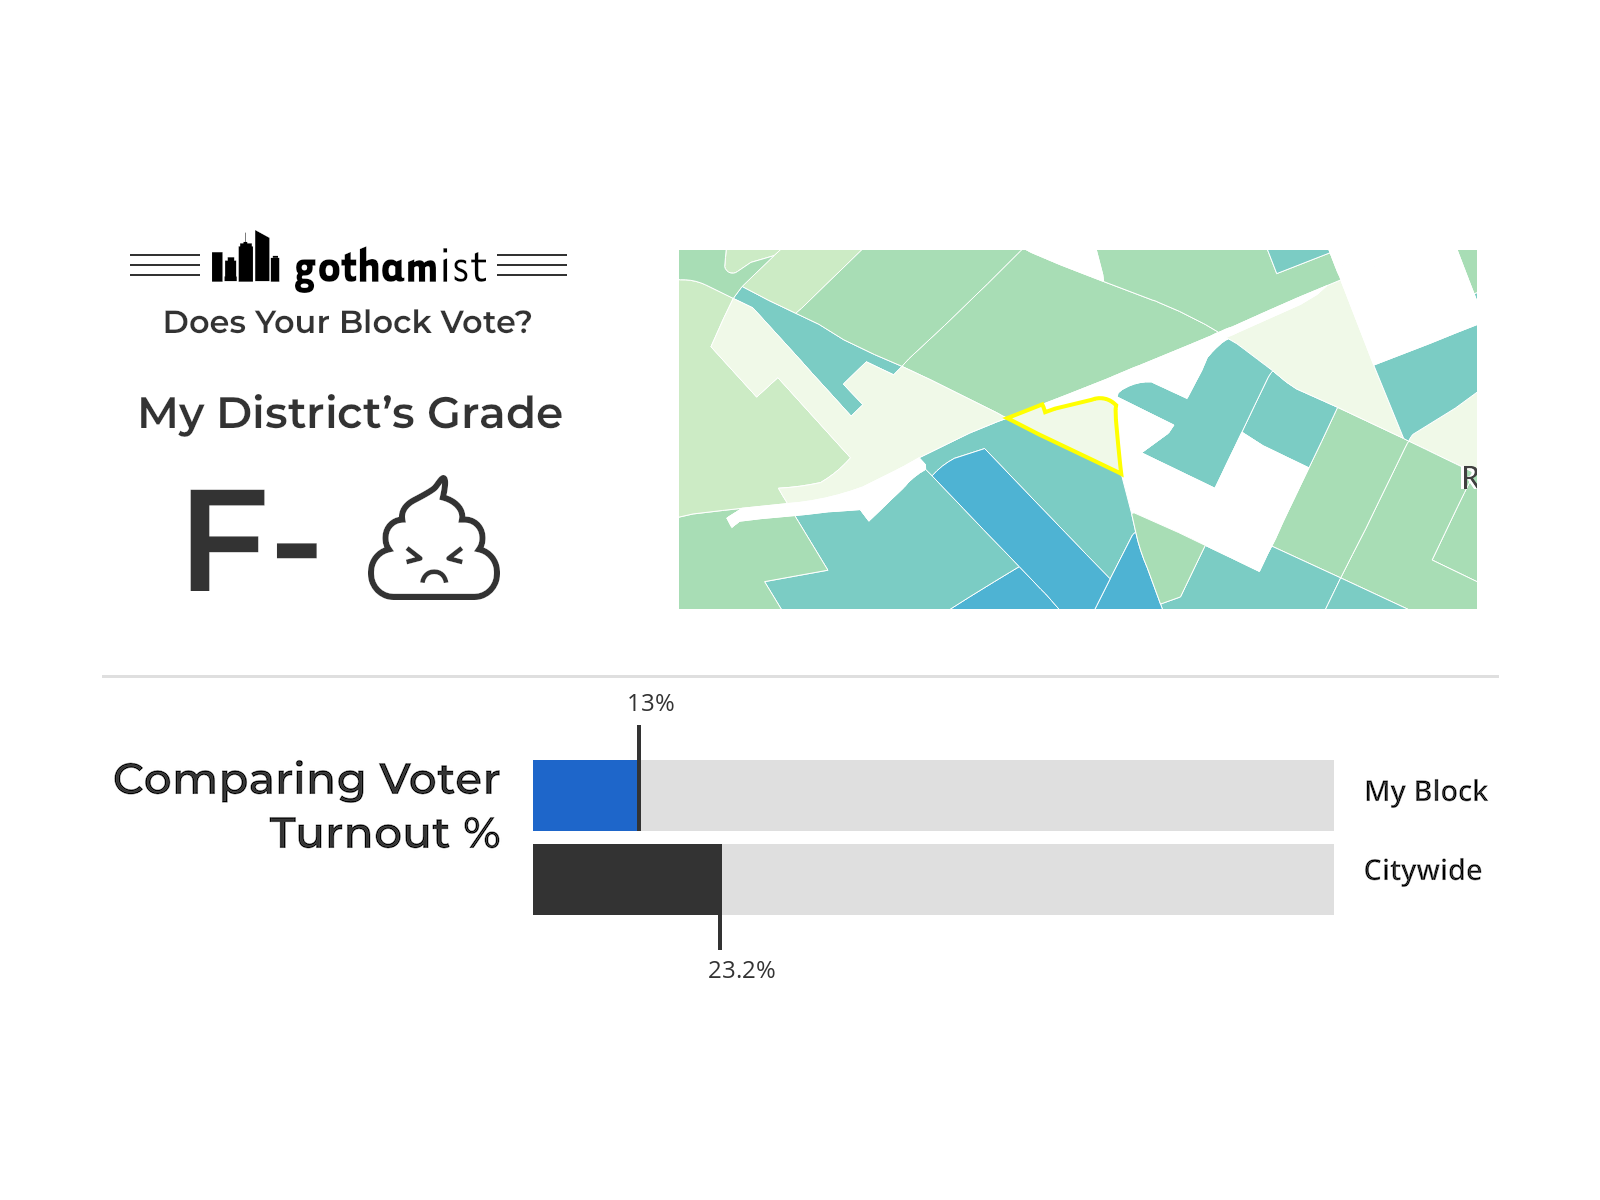 gothamist
Does Your Block Vote?
My District's Grade
F-
R
13%
Comparing Voter
Turnout %
My Block
Citywide
23.2%